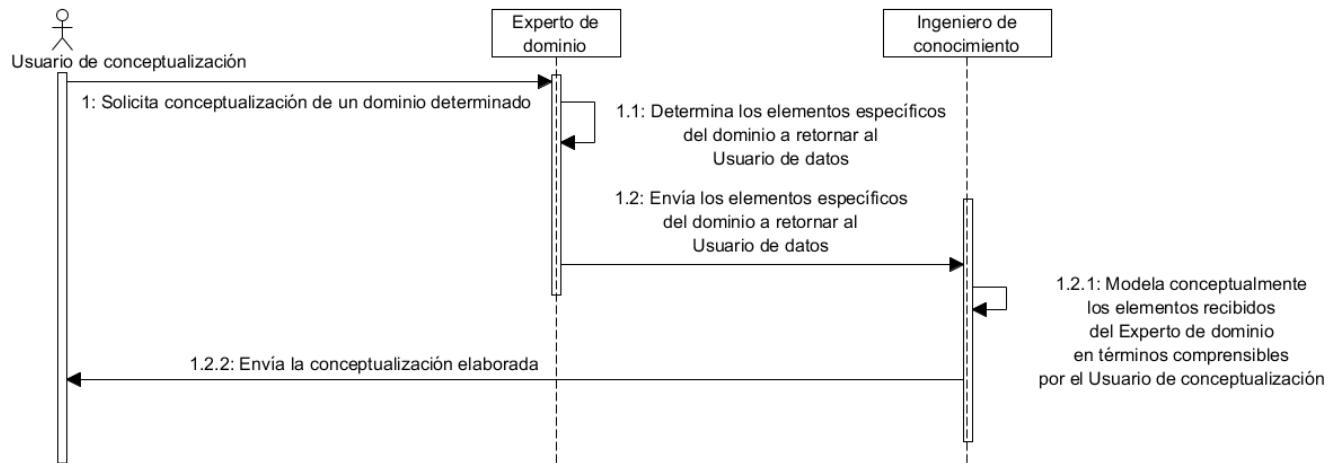 Experto de
dominio
Ingeniero de
conocimiento
Usuario de conceptualización
1: Solicita conceptualización de un dominio determinado
1.1: Determina los elementos específicos
del dominio a retornar al
Usuario de datos
1.2: Envía los elementos específicos
del dominio a retornar al
Usuario de datos
1.2.1: Modela conceptualmente
los elementos recibidos
del Experto de dominio
en términos comprensibles
por el Usuario de conceptualización
1.2.2: Envía la conceptualización elaborada